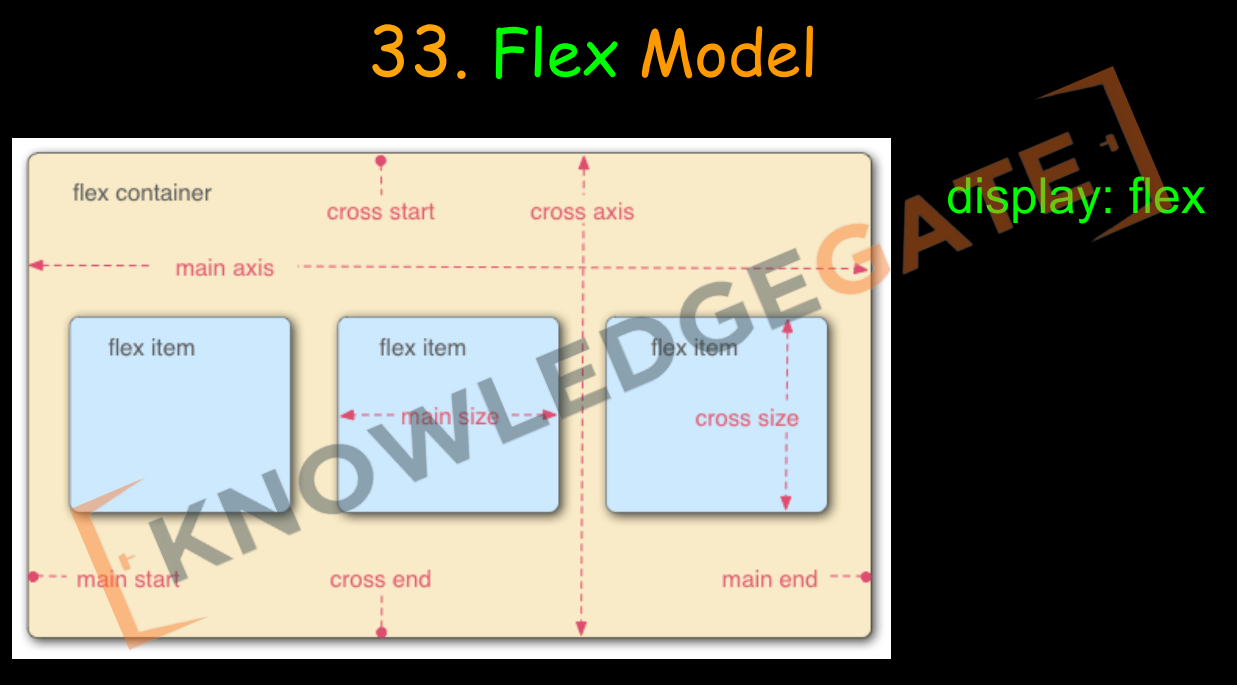 33. Flex Model
flex container
cross start
cross axis
display: flex
main axis
flex item
flex item
flex item
main size
cross size
main start
cross end
main end
KNOWLEDGEGATE